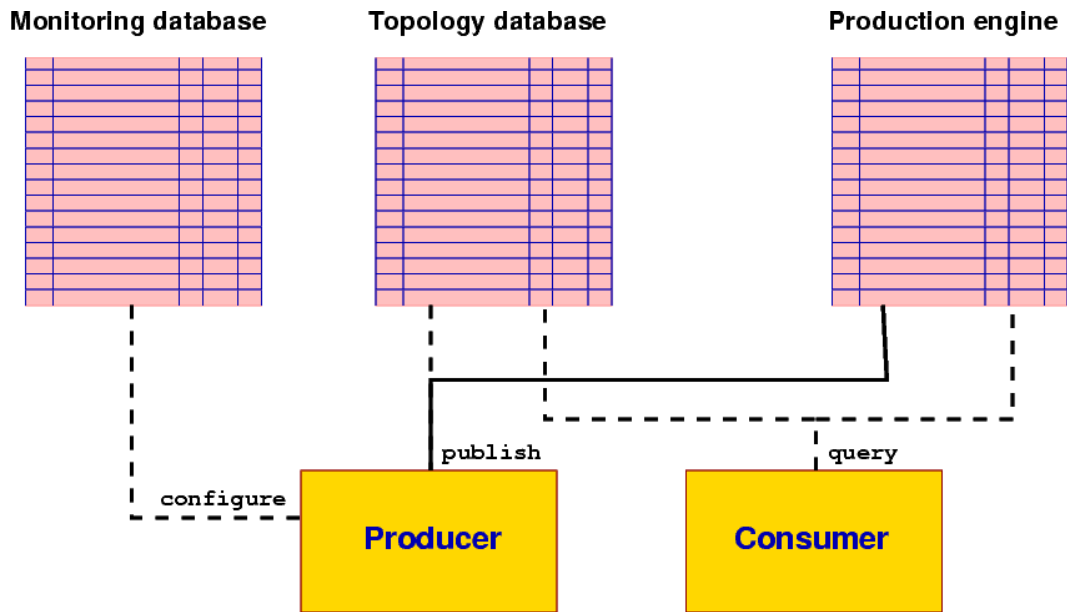 Monitoring database
Topology database
Production engine
publish
query
configure
Producer
Consumer